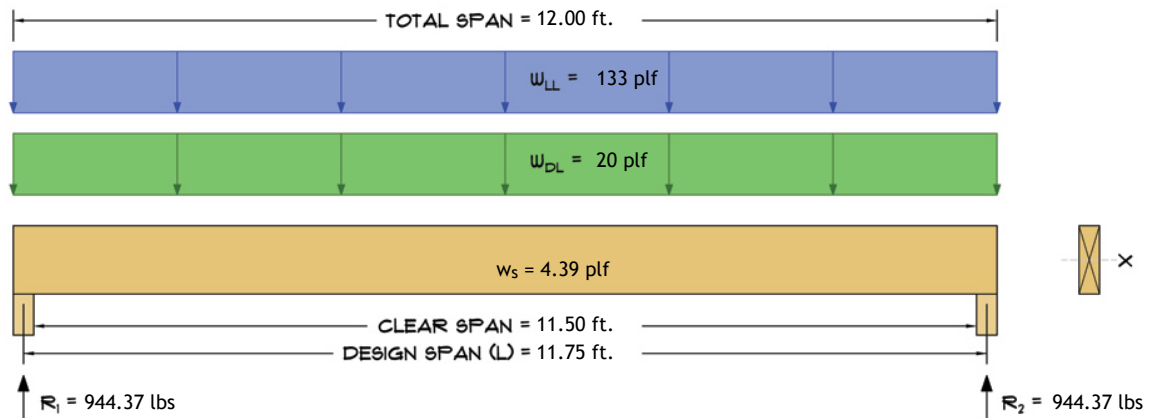 TOTAL SPAN = 12.00 ft.
wLL = 133 plf
wDL = 20 plf
ws = 4.39 plf
X
CLEAR SPAN = 11.50 ft.
DESIGN SPAN (L) = 11.75 ft.
R1 = 944.37 lbs
R2 = 944.37 lbs